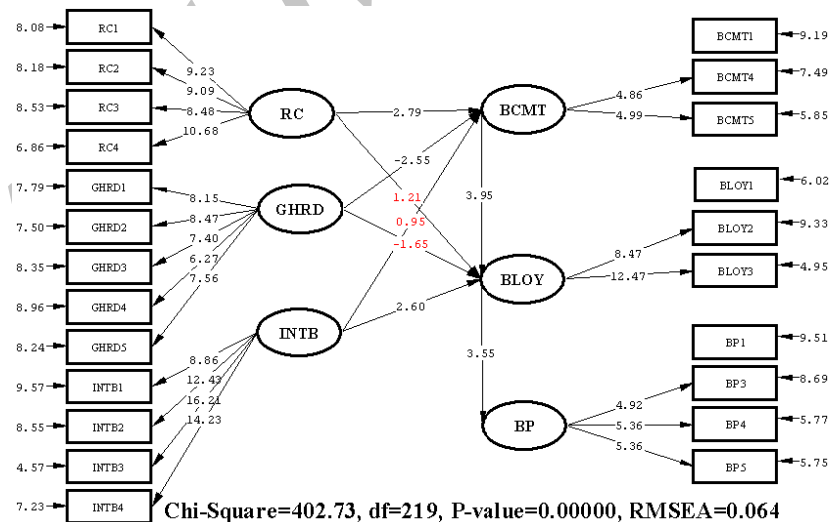 8.08 RC1
8.18 RC2
8.53 RC3
6.86 RC4
7.79 GHRD1
7.50 GHRD2
8.35 GHRD3
8.96 GHRD4
8.24 GHRD5
9.57 INTB1
8.55 INTB2
4.57 INTB3
7.23 INTB4
9.23
9.09
8.48
10.68
8.15
8.47
7.40
6.27
7.56
8.86
12.43
16.21
14.23
RC
GHRD
INTB
2.79
-2.55
1.21
0.95
-1.65
2.60
3.95
3.55
BCMT
BLOY
BP
4.86
4.99
8.47
12.47
4.92
5.36
5.36
BCMT1 9.19
BCMT4 7.49
BCMT5 5.85
BLOY1 6.02
BLOY2 9.33
BLOY3 4.95
BP1 9.51
BP3 8.69
BP4 5.77
BP5 5.75
Chi-Square=402.73, df=219, P-value=0.00000, RMSEA=0.064